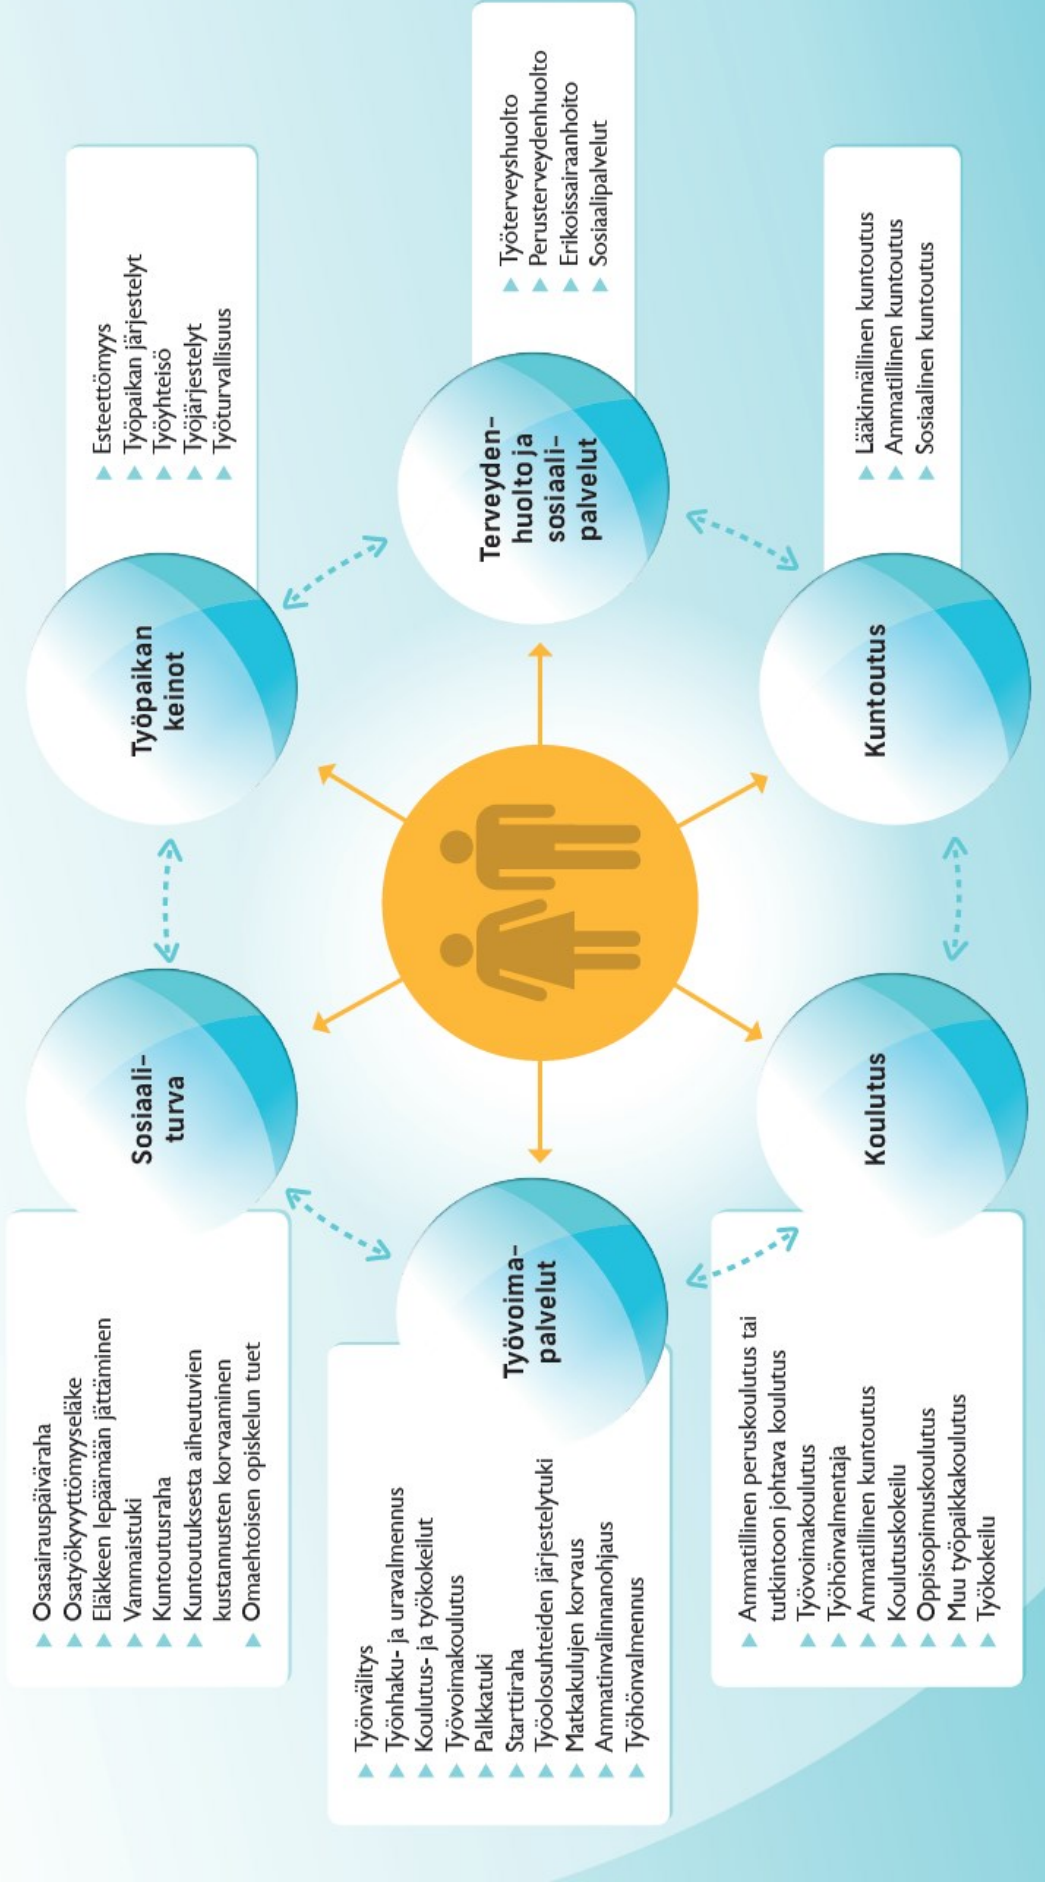 Sosiaali-
turva
Osasairauspäiväraha
Osatyökyvyttömyyseläke
Eläkkeen lepäämään jättäminen
Vammaistuki
Kuntoutusraha
Kuntoutuksesta aiheutuvien
kustannusten korvaaminen
Omaehtoisen opiskelun tuet
Työpaikan
keinot
Esteettömyys
Työpaikan järjestelyt
Työyhteisö
Työjärjestelyt
Työturvallisuus
Työvoima-
palvelut
Työnvälitys
Työnhaku- ja uravalmennus
Koulutus- ja työkokeilut
Työvoimakoulutus
Palkkatuki
Starttiraha
Työolosuhteiden järjestelytuki
Matkakulujen korvaus
Ammatinvalinnanohjaus
Työhönvalmennus
Terveyden-
huolto ja
sosiaali-
palvelut
Työterveyshuolto
Perusterveydenhuolto
Erikoissairaanhoito
Sosiaalipalvelut
Koulutus
Ammatillinen peruskoulutus tai
tutkintoon johtava koulutus
Työvoimakoulutus
Työhönvalmentaja
Ammatillinen kuntoutus
Koulutuskokeilu
Oppisopimuskoulutus
Muu työpaikkakoulutus
Työkokeilu
Kuntoutus
Lääkinnällinen kuntoutus
Ammatillinen kuntoutus
Sosiaalinen kuntoutus